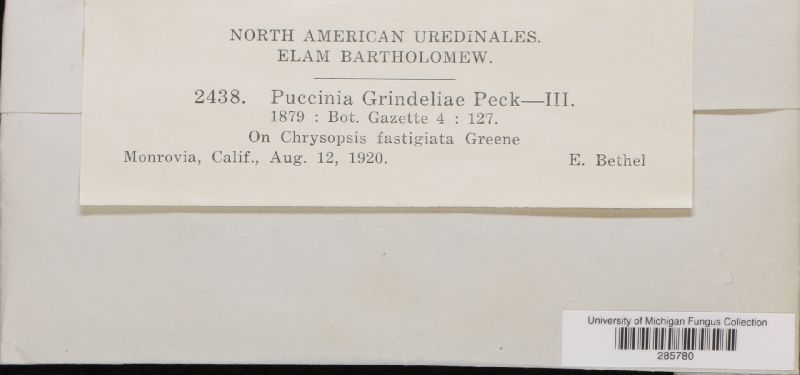 NORTH AMERICAN UREDINALES.
ELAM BARTHOLOMEW.
2438. Puccinia Grindeliae Peck—III.
1879 : Bot. Gazette 4 : 127.
On Chrysopsis fastigiata Greene
Monrovia, Calif., Aug. 12, 1920. E. Bethel
University of Michigan Fungus Collection
285780